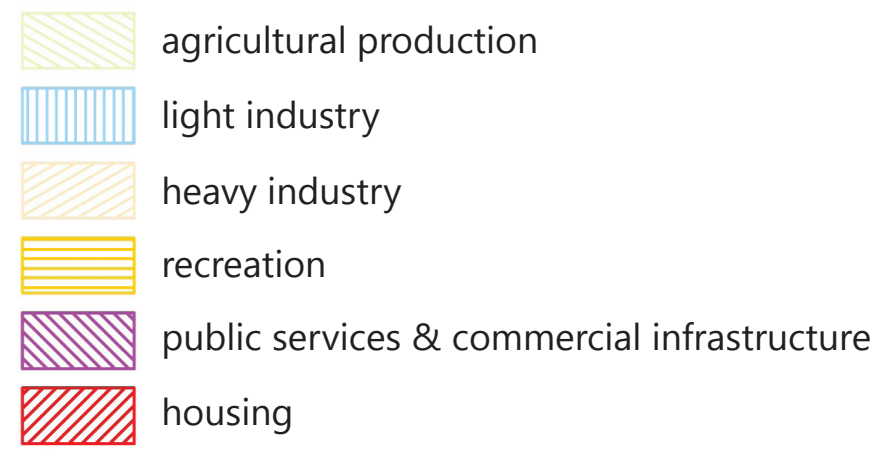 agricultural production
light industry
heavy industry
recreation
public services & commercial infrastructure
housing